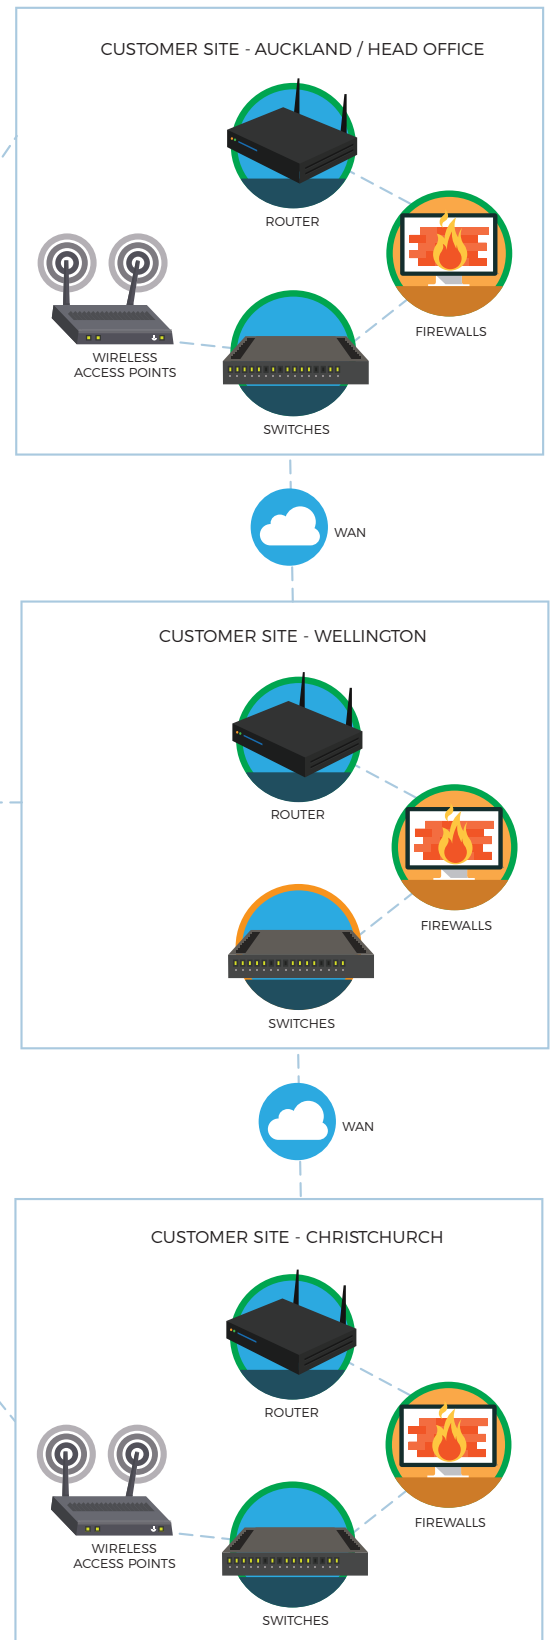 CUSTOMER SITE - AUCKLAND / HEAD OFFICE
ROUTER
FIREWALLS
WIRELESS
ACCESS POINTS
SWITCHES
WAN
CUSTOMER SITE - WELLINGTON
ROUTER
FIREWALLS
SWITCHES
WAN
CUSTOMER SITE - CHRISTCHURCH
ROUTER
FIREWALLS
WIRELESS
ACCESS POINTS
SWITCHES